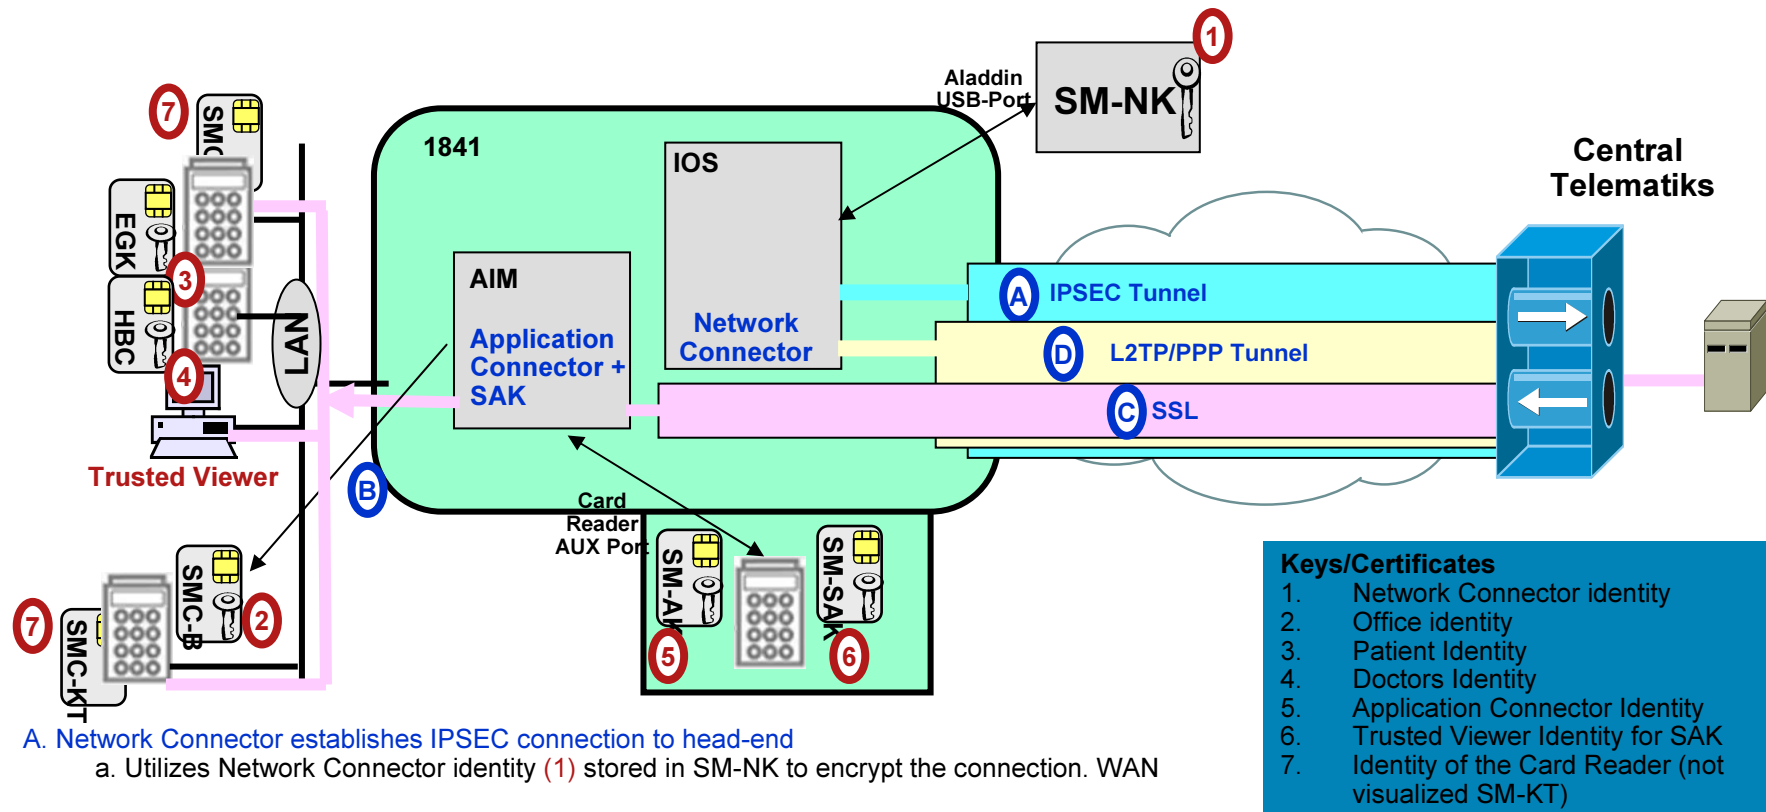 1
Aladdin
USB-Port
SM-NK
Central
Telematiks
7
SMC
1841
IOS
EGK
3
HBC
4
LAN
AIM
Application
Connector +
SAK
Network
Connector
A IPSEC Tunnel
D L2TP/PPP Tunnel
C SSL
Trusted Viewer
B
Card
Reader
AUX Port
SM-AK
SM-SAK
5
6
SMC-B
2
7
SMC-KT
Keys/Certificates
1. Network Connector identity
2. Office identity
3. Patient Identity
4. Doctors Identity
5. Application Connector Identity
6. Trusted Viewer Identity for SAK
7. Identity of the Card Reader (not
visualized SM-KT)
A. Network Connector establishes IPSEC connection to head-end
a. Utilizes Network Connector identity (1) stored in SM-NK to encrypt the connection. WAN